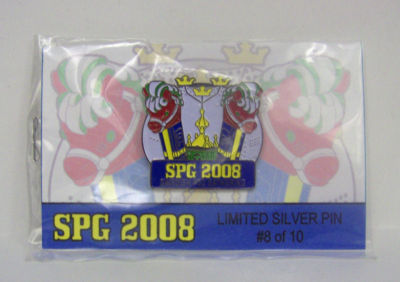 SPG 2008
SPG 2008
LIMITED SILVER PIN
#8 of 10